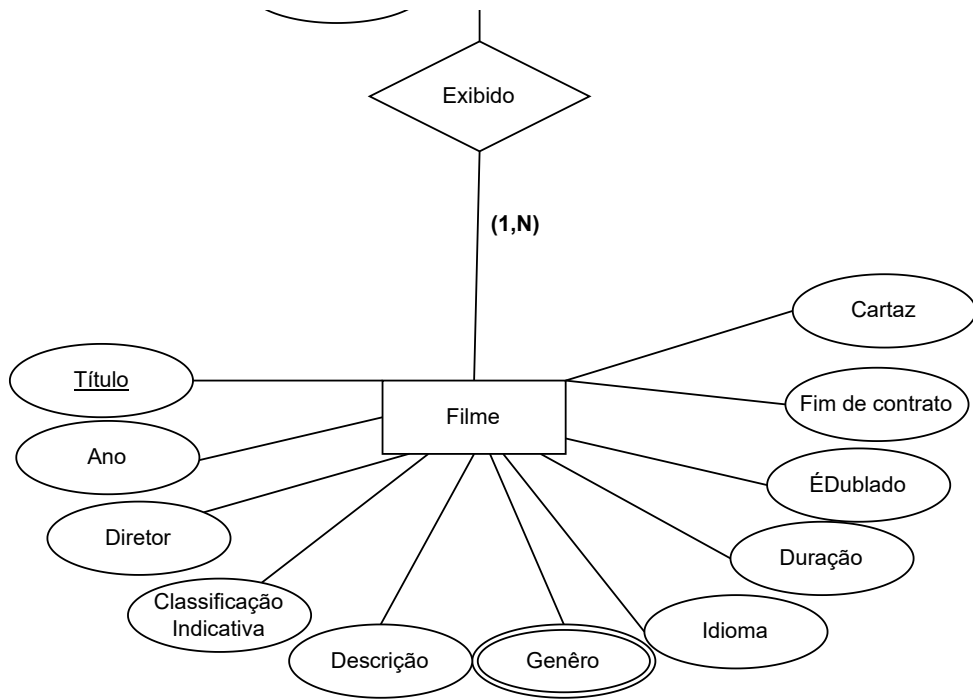 Exibido
(1,N)
Cartaz
Título
Filme
Fim de contrato
Ano
ÉDublado
Diretor
Duração
Classificação
Indicativa
Idioma
Descrição
Genêro